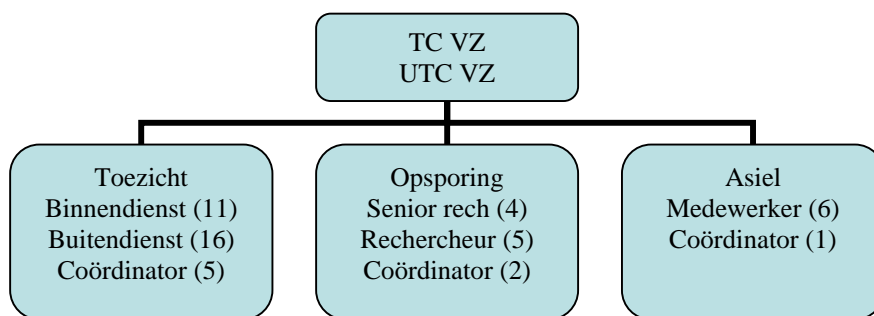 TC VZ
UTC VZ
Toezicht
Binnendienst (11)
Buitendienst (16)
Coördinator (5)
Opsporing
Senior rech (4)
Rechercheur (5)
Coördinator (2)
Asiel
Medewerker (6)
Coördinator (1)